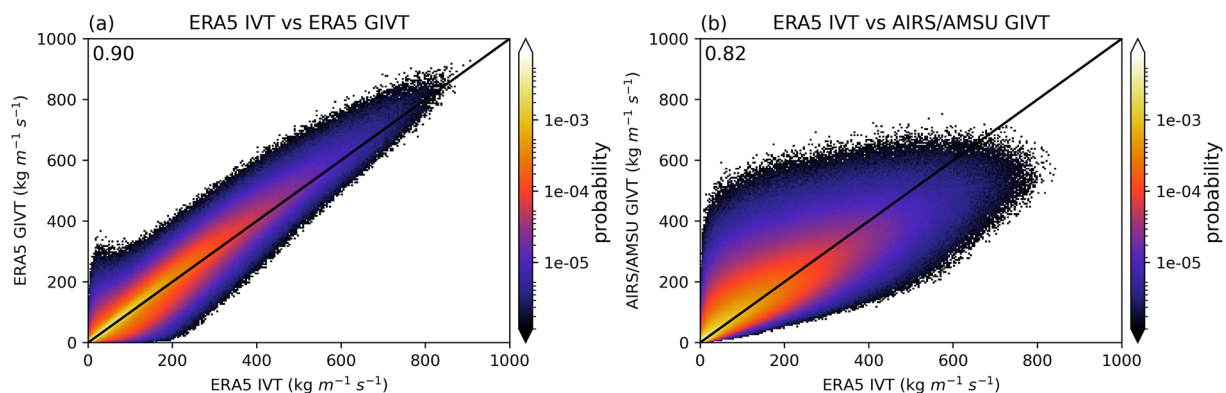 (a) ERA5 IVT vs ERA5 GIVT
0.90
1000
800
600
400
200
0
ERA5 GIVT (kg m⁻¹ s⁻¹)
0 200 400 600 800 1000
ERA5 IVT (kg m⁻¹ s⁻¹)
1e-03
1e-04
1e-05
probability
(b) ERA5 IVT vs AIRS/AMSU GIVT
0.82
1000
800
600
400
200
0
AIRS/AMSU GIVT (kg m⁻¹ s⁻¹)
0 200 400 600 800 1000
ERA5 IVT (kg m⁻¹ s⁻¹)
1e-03
1e-04
1e-05
probability